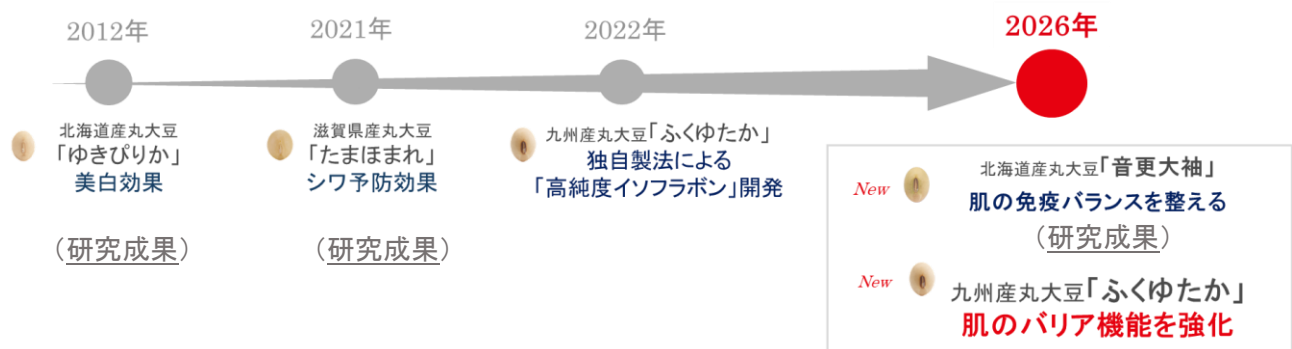 2012年
北海道産丸大豆
「ゆきぴりか」
美白効果
（研究成果）
2021年
滋賀県産丸大豆
「たまほまれ」
シワ予防効果
（研究成果）
2022年
九州産丸大豆「ふくゆたか」
独自製法による
「高純度イソフラボン」開発
2026年
New
北海道産丸大豆「音更大袖」
肌の免疫バランスを整える
（研究成果）
New
九州産丸大豆「ふくゆたか」
肌のバリア機能を強化